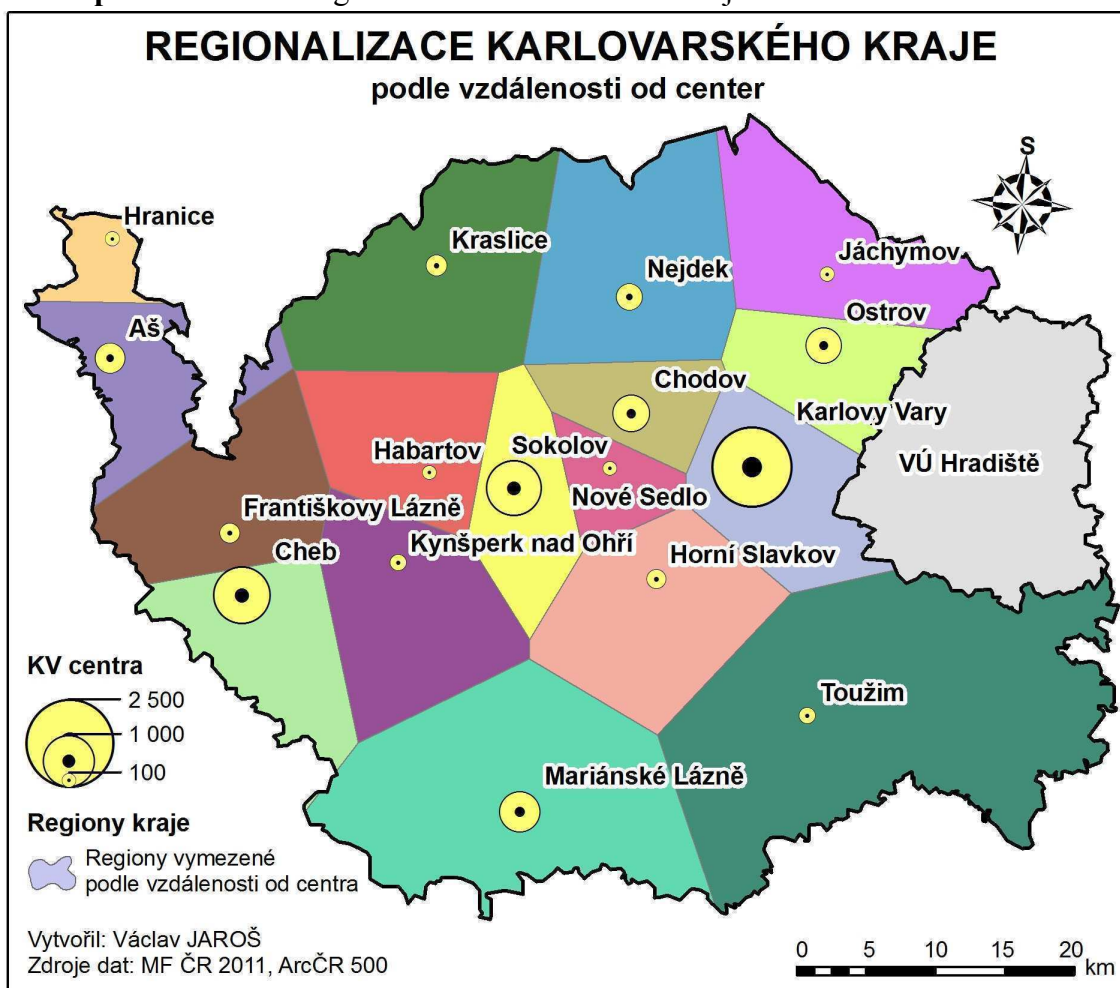 REGIONALIZACE KARLOVARSKÉHO KRAJE
podle vzdálenosti od center
S
Hranice
Kraslice
Nejdek
Jáchymov
Aš
Ostrov
Chodov
Karlovy Vary
Habartov
Sokolov
Nové Sedlo
VÚ Hradiště
Františkovy Lázně
Cheb
Kynšperk nad Ohří
Horní Slavkov
Toužim
Mariánské Lázně
KV centra
2 500
1 000
100
Regiony kraje
Regiony vymezené
podle vzdálenosti od centra
Vytvořil: Václav JAROŠ
Zdroje dat: MF ČR 2011, ArcČR 500
0 5 10 15 20
km